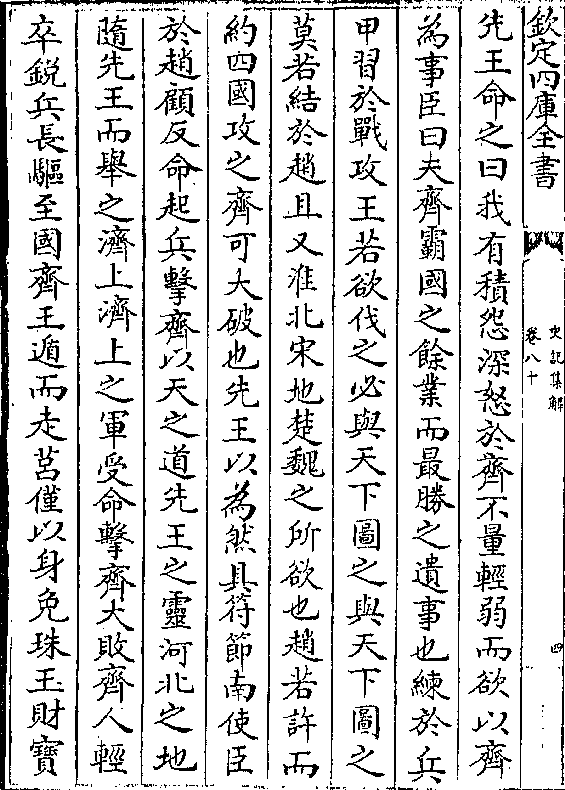 欽定四庫全書
史記集解
卷八十
四
先王命之曰我有積怨深怒於齊不量輕弱而欲以齊
為事臣曰夫齊霸國之餘業而最勝之遺事也練於兵
甲習於戰攻王若欲伐之必與天下圖之與天下圖之
莫若結於趙且又淮北宋地楚魏之所欲也趙若許而
約四國攻之齊可大破也先王以為然具符節南使臣
於趙顧反命起兵擊齊以天之道先王之靈河北之地
隨先王而舉之濟上濟上之軍受命擊齊大敗齊人輕
卒鋭兵長驅至國齊王遁而走莒僅以身免珠玉財寶